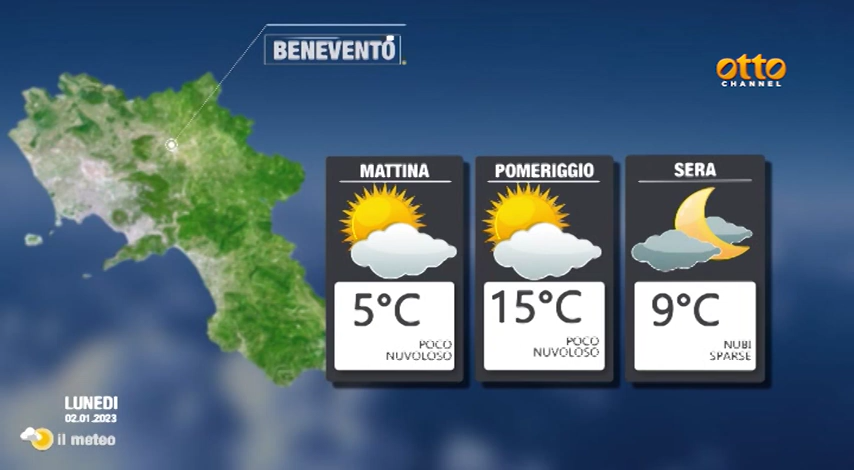 BENEVENTO
otto
CHANNEL
MATTINA
5°C
POCO
NUVOLOSO
POMERIGGIO
15°C
POCO
NUVOLOSO
SERA
9°C
NUBI
SPARSE
LUNEDI
02.01.2023
il meteo